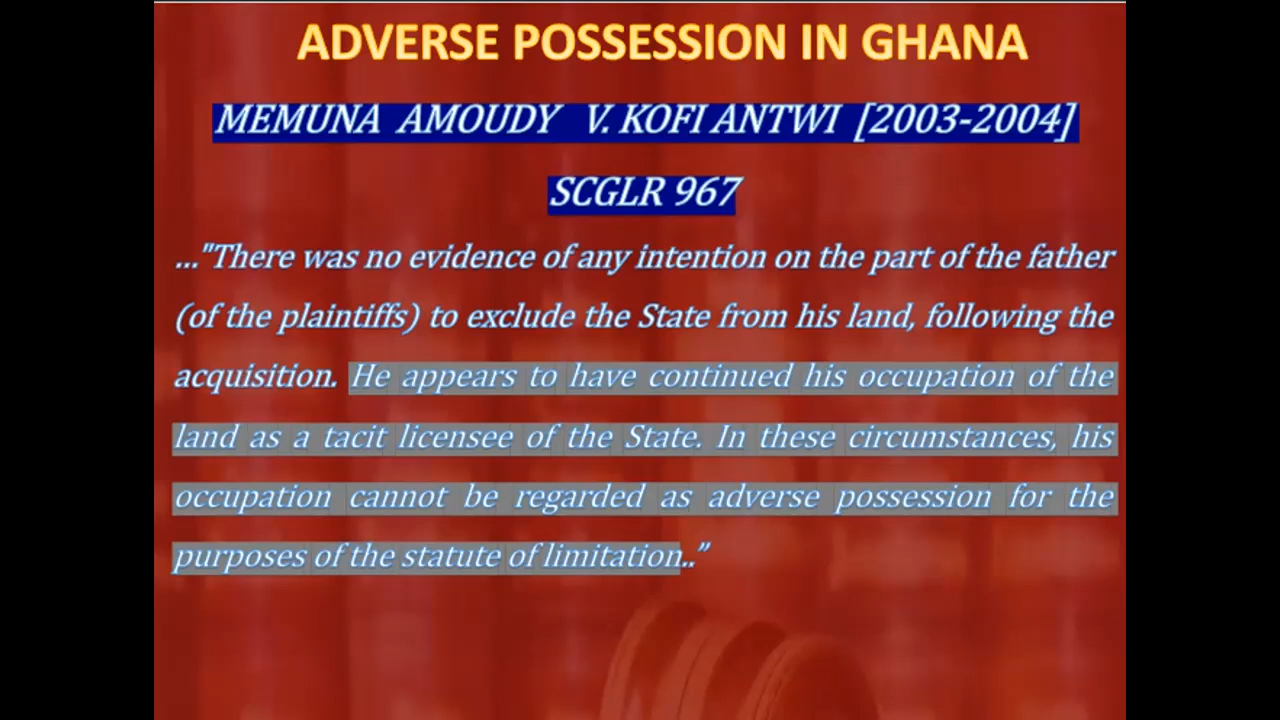 ADVERSE POSSESSION IN GHANA
MEMUNA AMOUDY V. KOFI ANTWI [2003-2004]
SCGLR 967
..."There was no evidence of any intention on the part of the father
(of the plaintiffs) to exclude the State from his land, following the
acquisition. He appears to have continued his occupation of the
land as a tacit licensee of the State. In these circumstances, his
occupation cannot be regarded as adverse possession for the
purposes of the statute of limitation..”